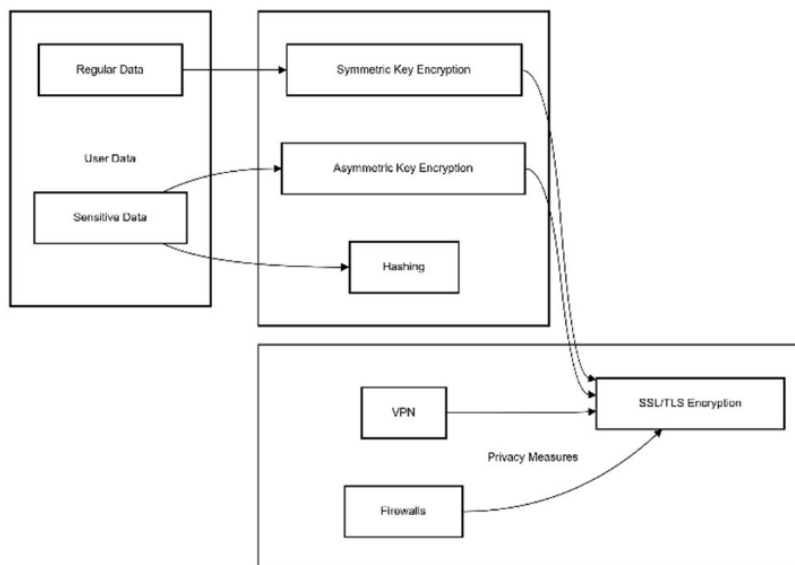 Regular Data
Symmetric Key Encryption
User Data
Asymmetric Key Encryption
Sensitive Data
Hashing
VPN
SSL/TLS Encryption
Privacy Measures
Firewalls